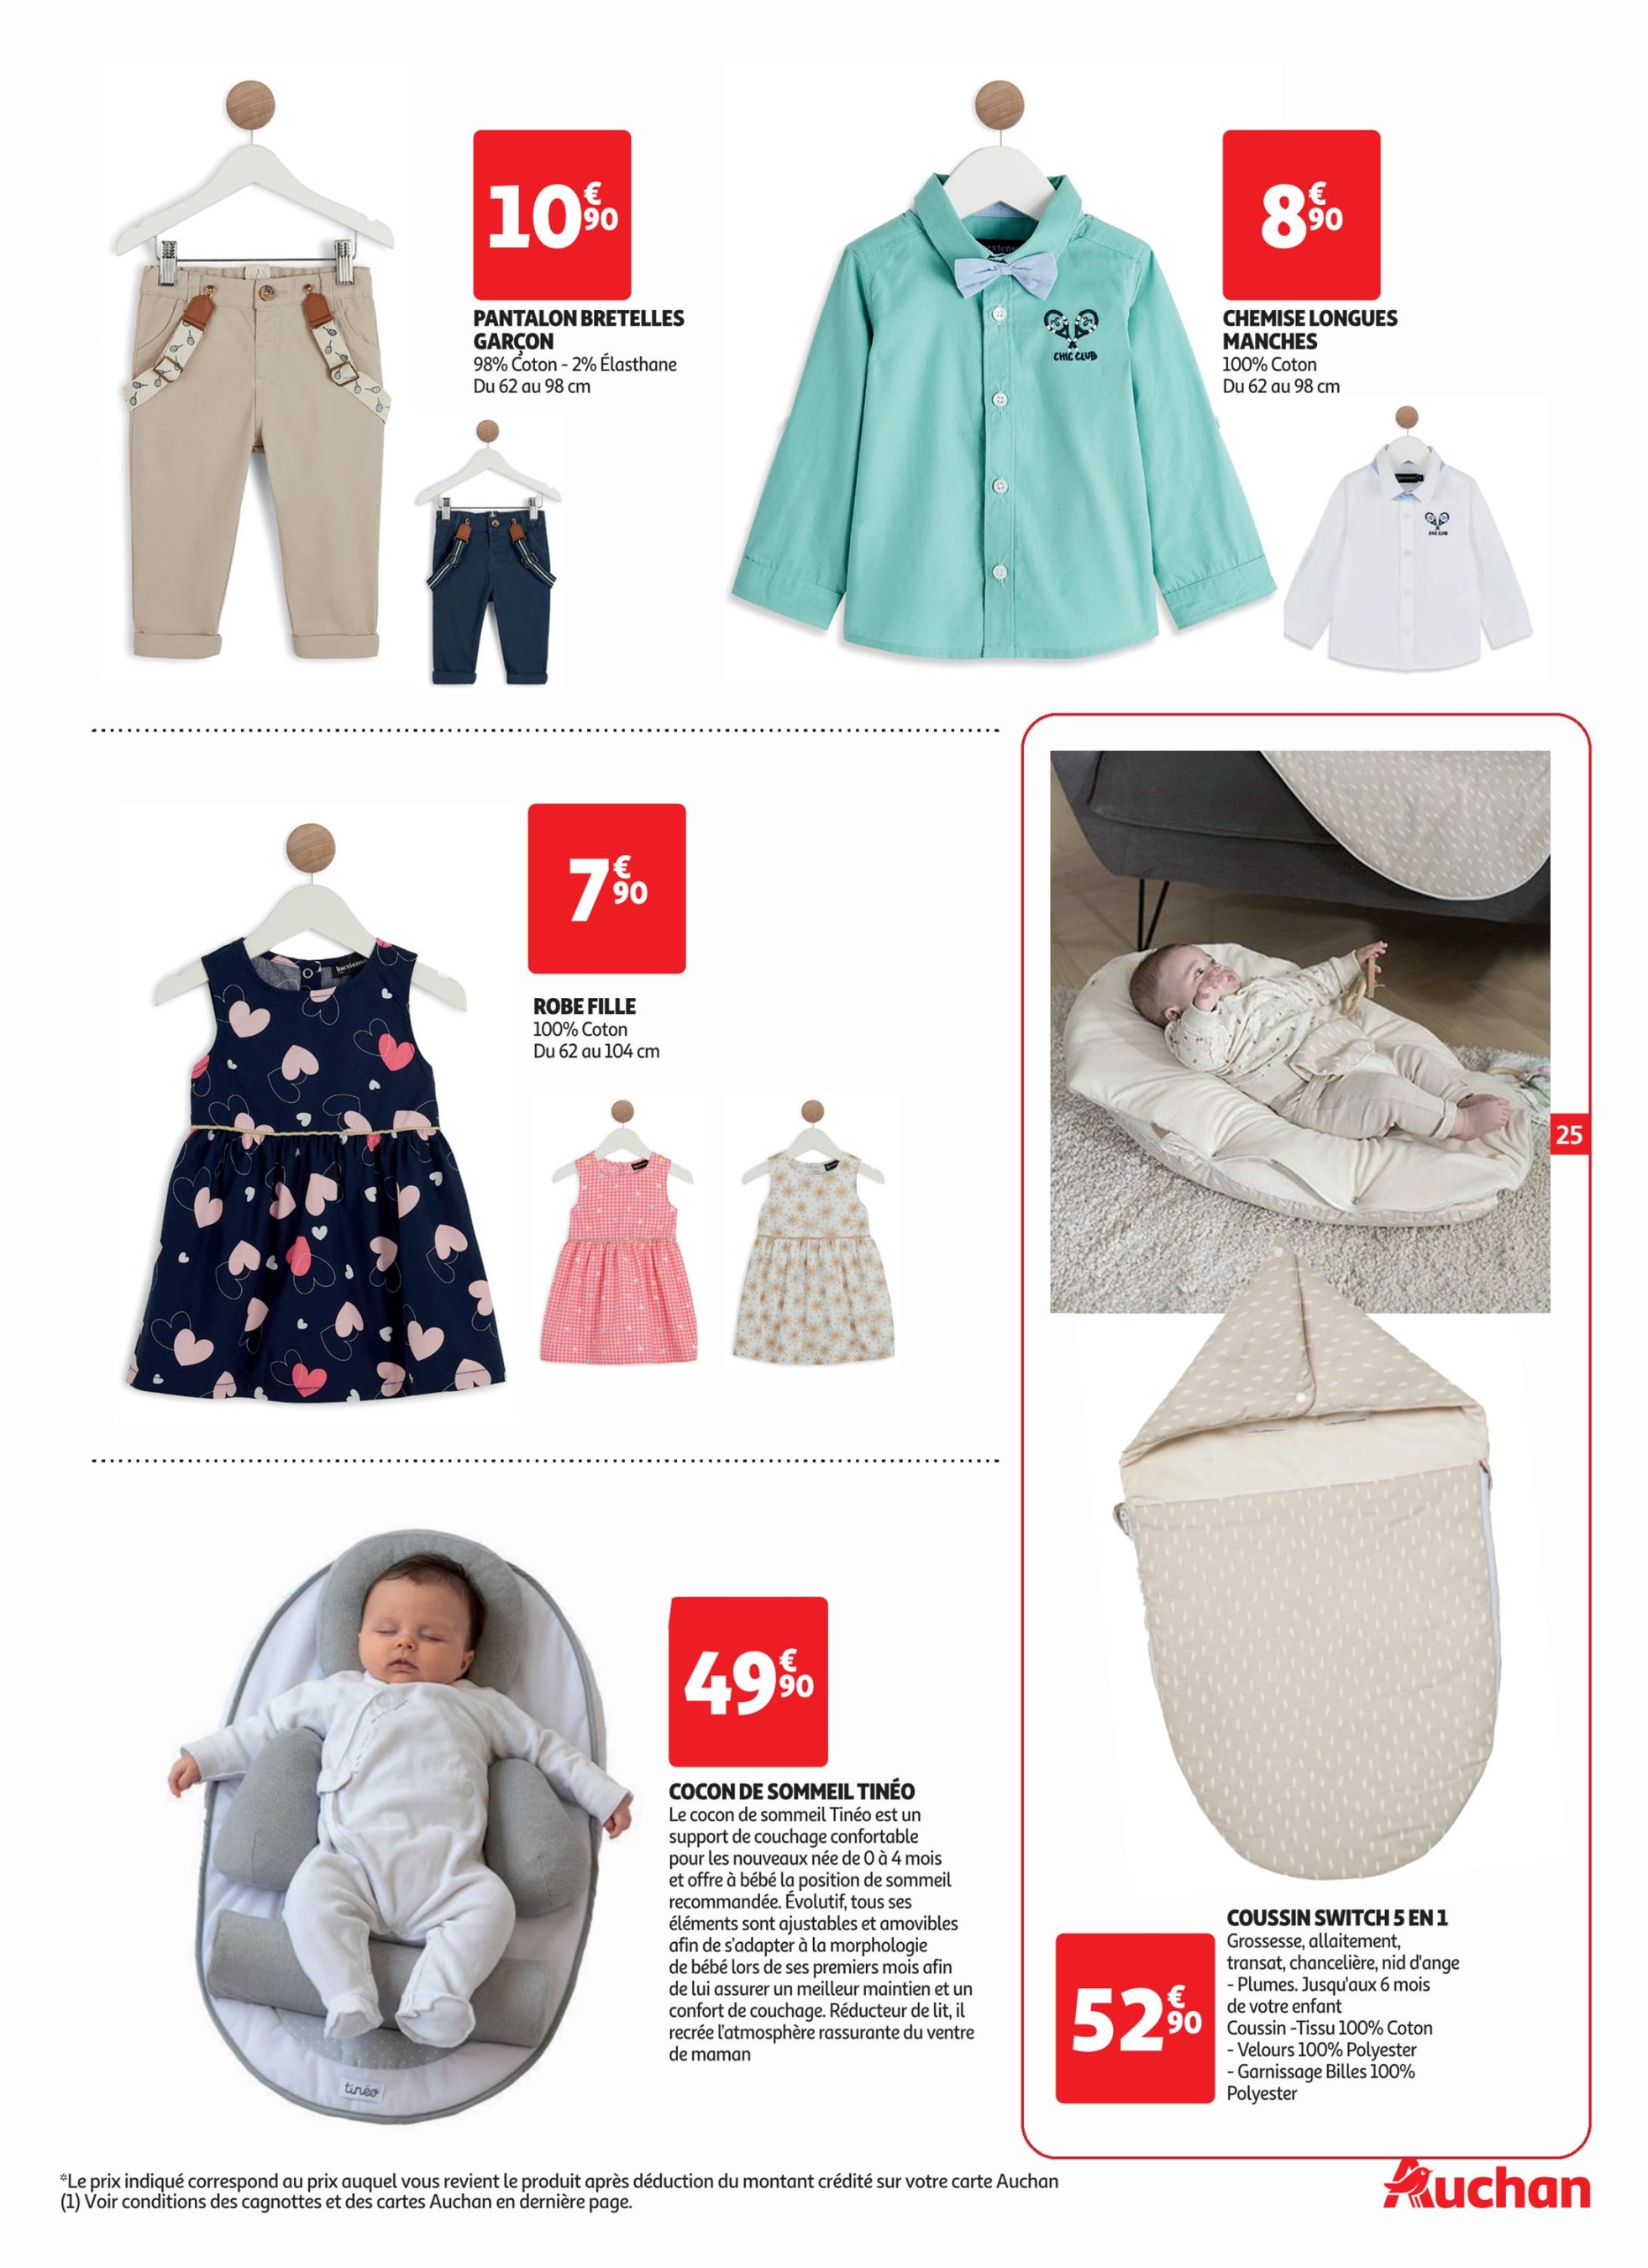 10€90
PANTALON BRETELLES
GARÇON
98% Coton - 2% Élasthane
Du 62 au 98 cm
CHIC CLUB
8€90
CHEMISE LONGUES
MANCHES
100% Coton
Du 62 au 98 cm
CHIC CLUB
7€90
Inextenso
ROBE FILLE
100% Coton
Du 62 au 104 cm
25
49€90
COCON DE SOMMEIL TINÉO
Le cocon de sommeil Tinéo est un
support de couchage confortable
pour les nouveaux née de 0 à 4 mois
et offre à bébé la position de sommeil
recommandée. Évolutif, tous ses
éléments sont ajustables et amovibles
afin de s'adapter à la morphologie
de bébé lors de ses premiers mois afin
de lui assurer un meilleur maintien et un
confort de couchage. Réducteur de lit, il
recrée l'atmosphère rassurante du ventre
de maman
tinéo
52€90
COUSSIN SWITCH 5 EN 1
Grossesse, allaitement,
transat, chancelière, nid d'ange
- Plumes. Jusqu'aux 6 mois
de votre enfant
Coussin -Tissu 100% Coton
- Velours 100% Polyester
- Garnissage Billes 100%
Polyester
*Le prix indiqué correspond au prix auquel vous revient le produit après déduction du montant crédité sur votre carte Auchan
(1) Voir conditions des cagnottes et des cartes Auchan en dernière page.
Auchan